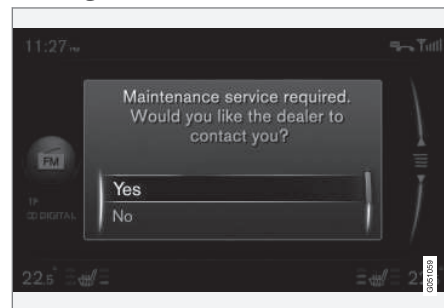 11:27
Maintenance service required.
Would you like the dealer to
contact you?
FM
Yes
No
TP
DIGITAL
22.5
G051059